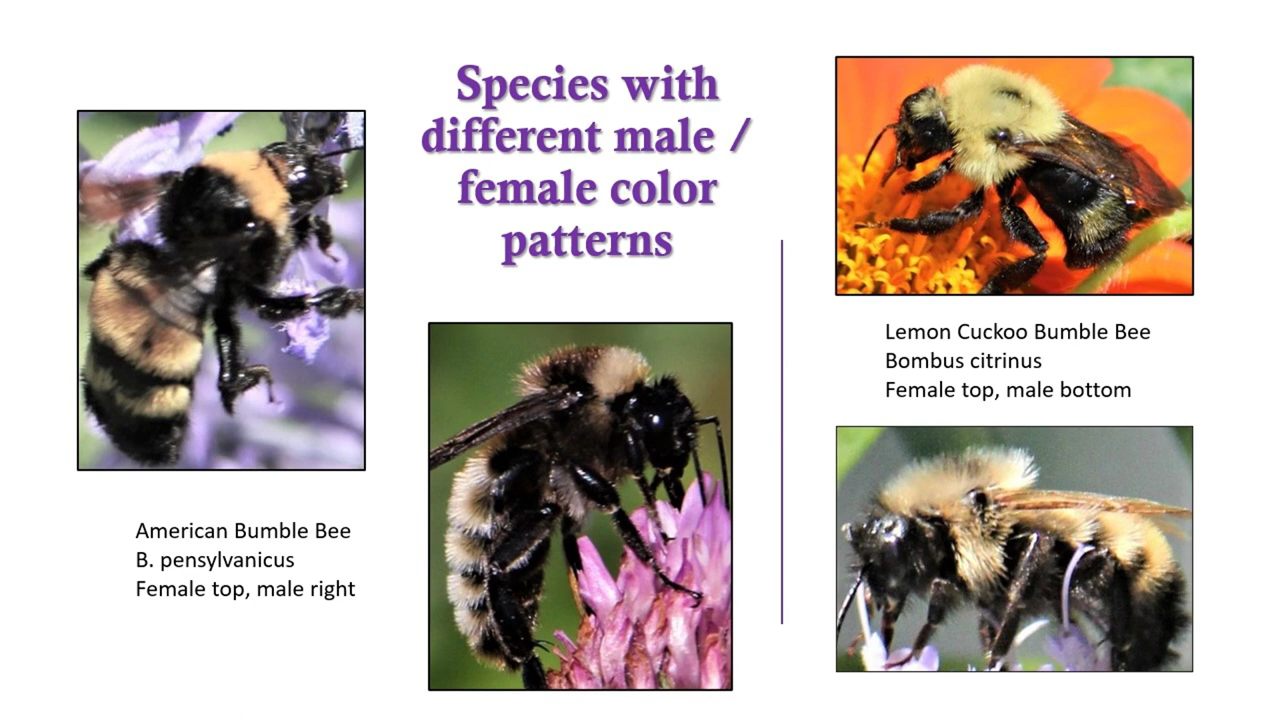 Species with
different male /
female color
patterns
American Bumble Bee
B. pensylvanicus
Female top, male right
Lemon Cuckoo Bumble Bee
Bombus citrinus
Female top, male bottom